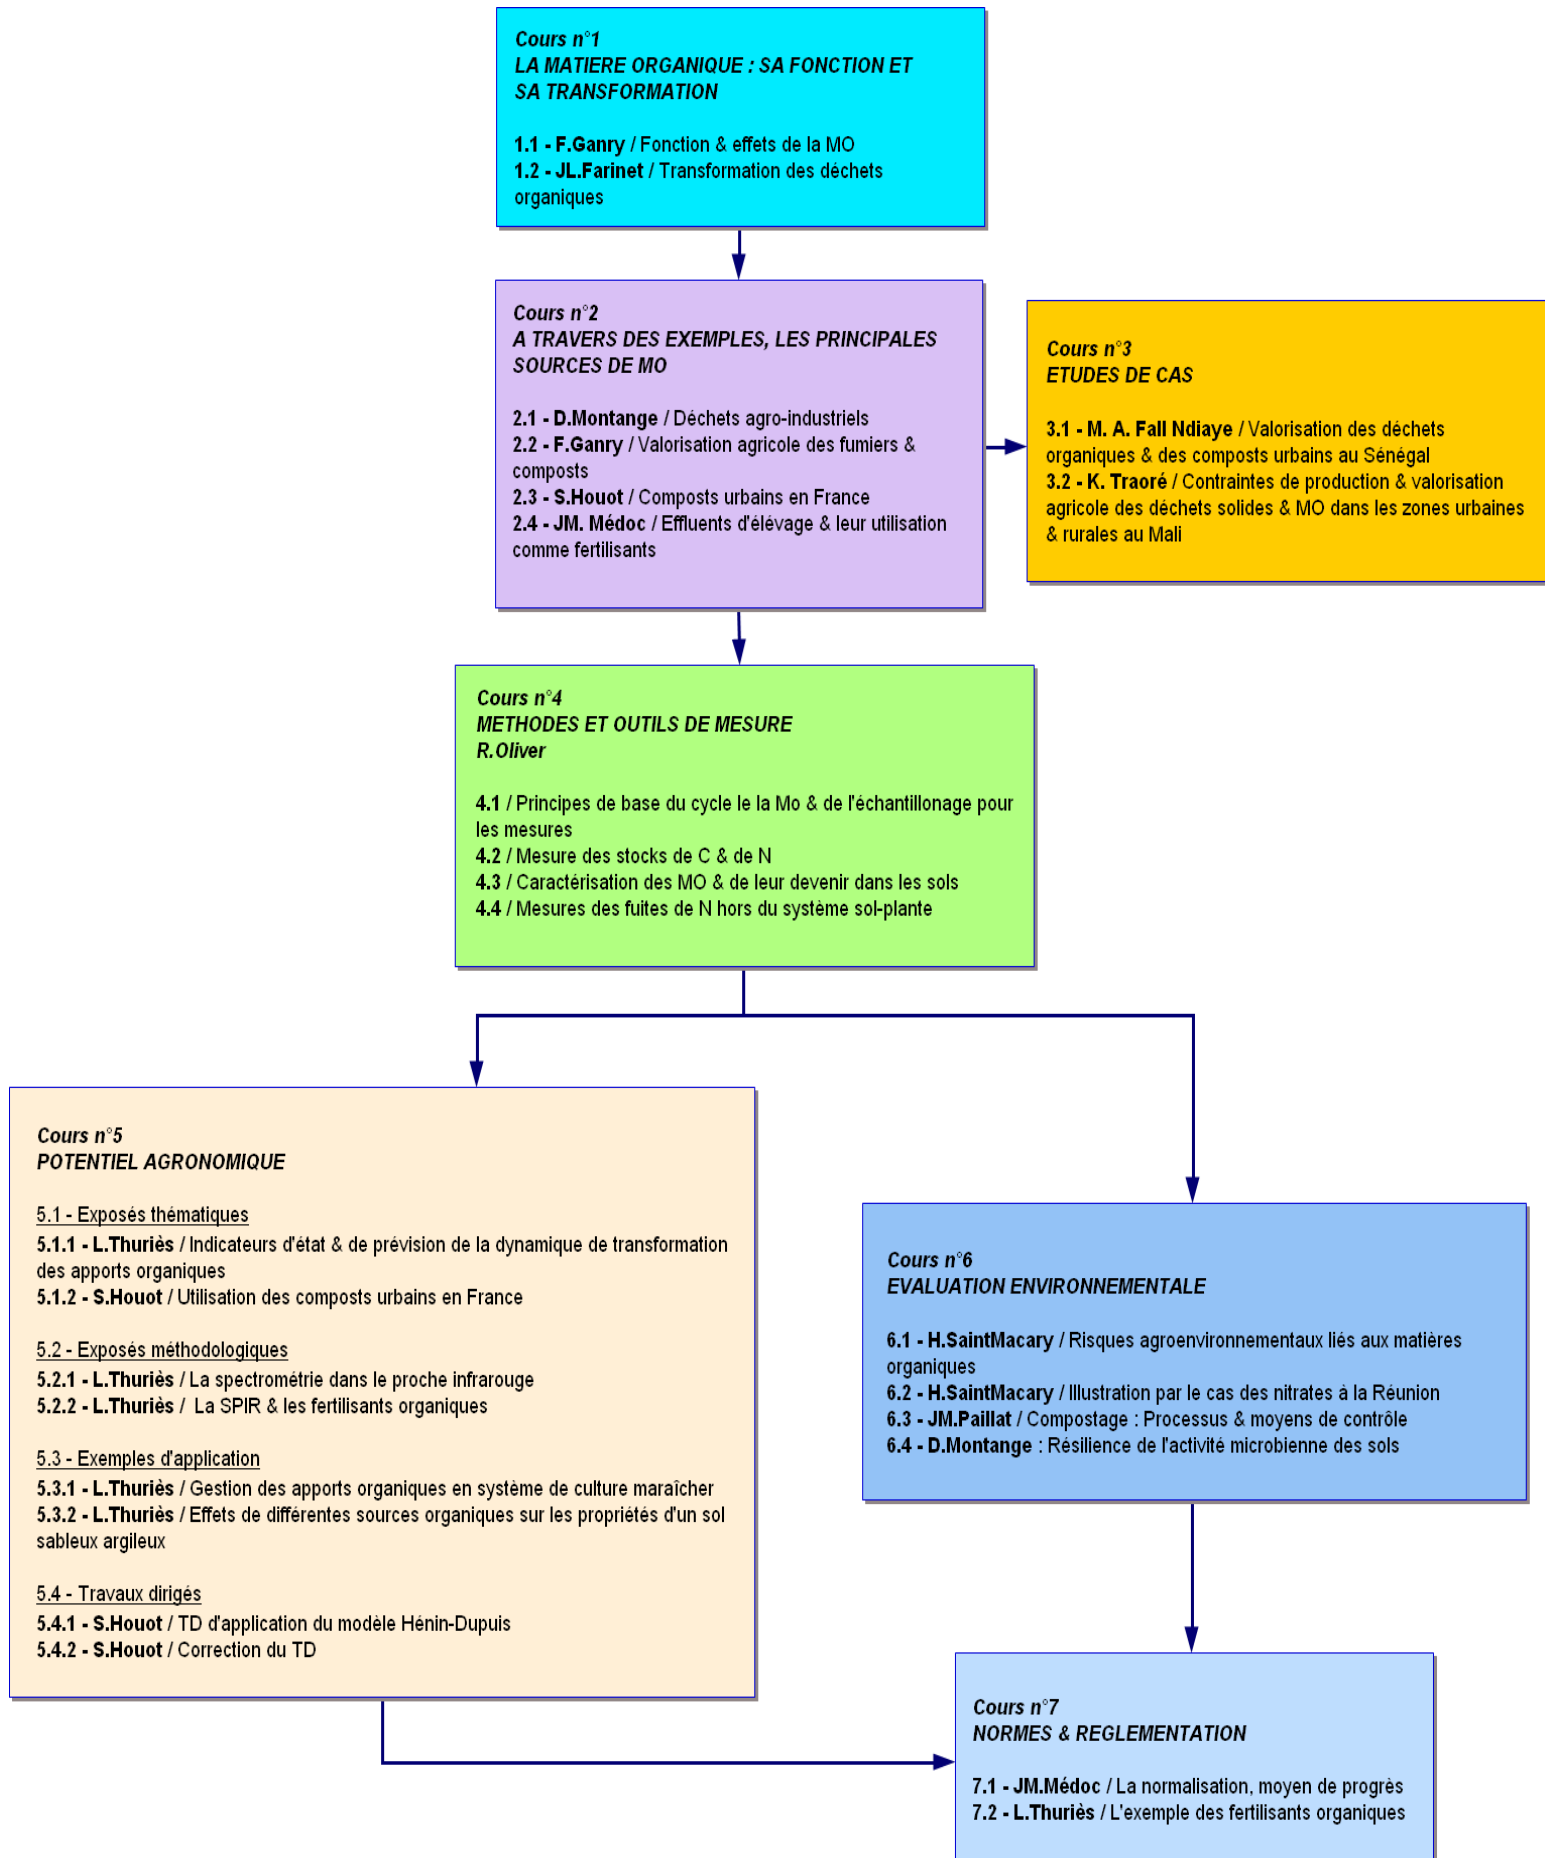 Cours n°1
LA MATIERE ORGANIQUE : SA FONCTION ET
SA TRANSFORMATION
1.1 - F.Ganry / Fonction & effets de la MO
1.2 - JL.Farinet / Transformation des déchets
organiques
Cours n°2
A TRAVERS DES EXEMPLES, LES PRINCIPALES
SOURCES DE MO
2.1 - D.Montange / Déchets agro-industriels
2.2 - F.Ganry / Valorisation agricole des fumiers &
composts
2.3 - S.Houot / Composts urbains en France
2.4 - JM. Médoc / Effluents d'élévage & leur utilisation
comme fertilisants
Cours n°3
ETUDES DE CAS
3.1 - M. A. Fall Ndiaye / Valorisation des déchets
organiques & des composts urbains au Sénégal
3.2 - K. Traoré / Contraintes de production & valorisation
agricole des déchets solides & MO dans les zones urbaines
& rurales au Mali
Cours n°4
METHODES ET OUTILS DE MESURE
R.Oliver
4.1 / Principes de base du cycle le la Mo & de l'échantillonage pour
les mesures
4.2 / Mesure des stocks de C & de N
4.3 / Caractérisation des MO & de leur devenir dans les sols
4.4 / Mesures des fuites de N hors du système sol-plante
Cours n°5
POTENTIEL AGRONOMIQUE
5.1 - Exposés thématiques
5.1.1 - L.Thuriès / Indicateurs d'état & de prévision de la dynamique de transformation
des apports organiques
5.1.2 - S.Houot / Utilisation des composts urbains en France
5.2 - Exposés méthodologiques
5.2.1 - L.Thuriès / La spectrométrie dans le proche infrarouge
5.2.2 - L.Thuriès /  La SPIR & les fertilisants organiques
5.3 - Exemples d'application
5.3.1 - L.Thuriès / Gestion des apports organiques en système de culture maraîcher
5.3.2 - L.Thuriès / Effets de différentes sources organiques sur les propriétés d'un sol
sableux argileux
5.4 - Travaux dirigés
5.4.1 - S.Houot / TD d'application du modèle Hénin-Dupuis
5.4.2 - S.Houot / Correction du TD
Cours n°6
EVALUATION ENVIRONNEMENTALE
6.1 - H.SaintMacary / Risques agroenvironnementaux liés aux matières
organiques
6.2 - H.SaintMacary / Illustration par le cas des nitrates à la Réunion
6.3 - JM.Paillat / Compostage : Processus & moyens de contrôle
6.4 - D.Montange : Résilience de l'activité microbienne des sols
Cours n°7
NORMES & REGLEMENTATION
7.1 - JM.Médoc / La normalisation, moyen de progrès
7.2 - L.Thuriès / L'exemple des fertilisants organiques